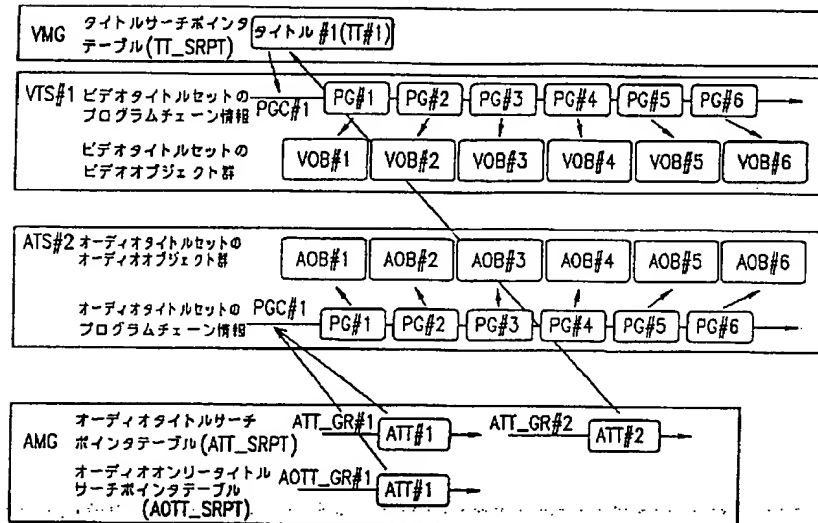 VMG タイトルサーチポインタ タイトル #1(TT#1)
テーブル(TT_SRPT)
VTS#1 ビデオタイトルセットの PGC#1 PG#1 PG#2 PG#3 PG#4 PG#5 PG#6
プログラムチェーン情報
ビデオタイトルセットの VOB#1 VOB#2 VOB#3 VOB#4 VOB#5 VOB#6
ビデオオブジェクト群
ATS#2 オーディオタイトルセットの AOB#1 AOB#2 AOB#3 AOB#4 AOB#5 AOB#6
オーディオオブジェクト群
オーディオタイトルセットの PGC#1 PG#1 PG#2 PG#3 PG#4 PG#5 PG#6
プログラムチェーン情報
AMG オーディオタイトルサーチ ATT_GR#1 ATT#1 ATT_GR#2 ATT#2
ポインタテーブル(ATT_SRPT)
オーディオオンリータイトル AOTT_GR#1 ATT#1
サーチポインタテーブル
(AOTT_SRPT)